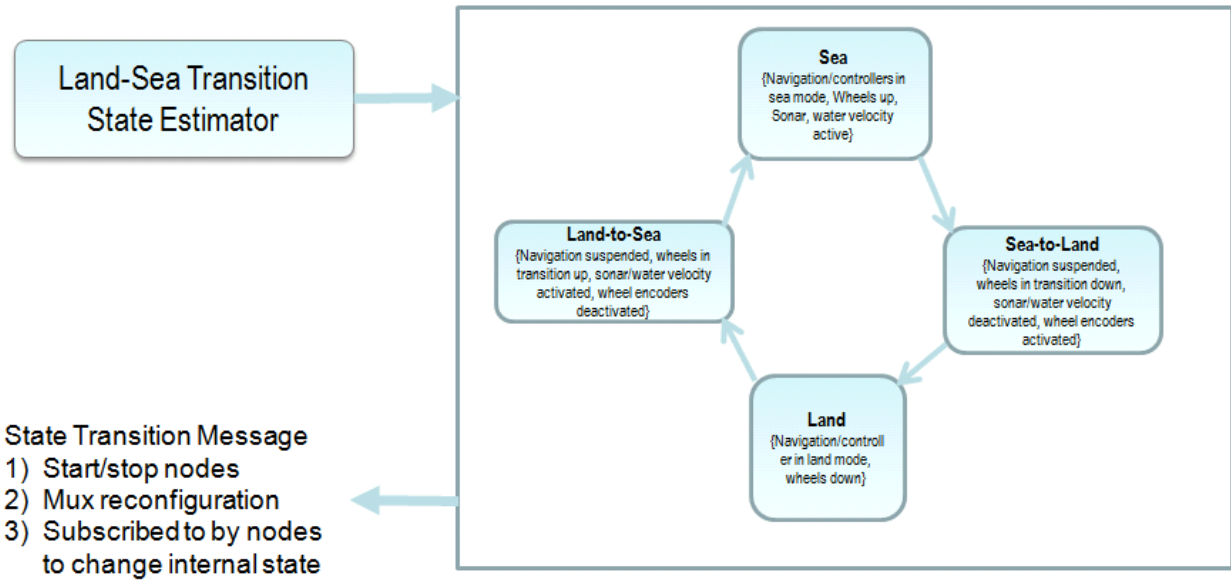 Land-Sea Transition
State Estimator
Sea
{Navigation/controllers in
sea mode, Wheels up,
Sonar, water velocity
active}
Land-to-Sea
{Navigation suspended, wheels in
transition up, sonar/water velocity
activated, wheel encoders
deactivated}
Sea-to-Land
{Navigation suspended,
wheels in transition down,
sonar/water velocity
deactivated, wheel encoders
activated}
Land
{Navigation/controll
er in land mode,
wheels down}
State Transition Message
1) Start/stop nodes
2) Mux reconfiguration
3) Subscribed to by nodes
to change internal state